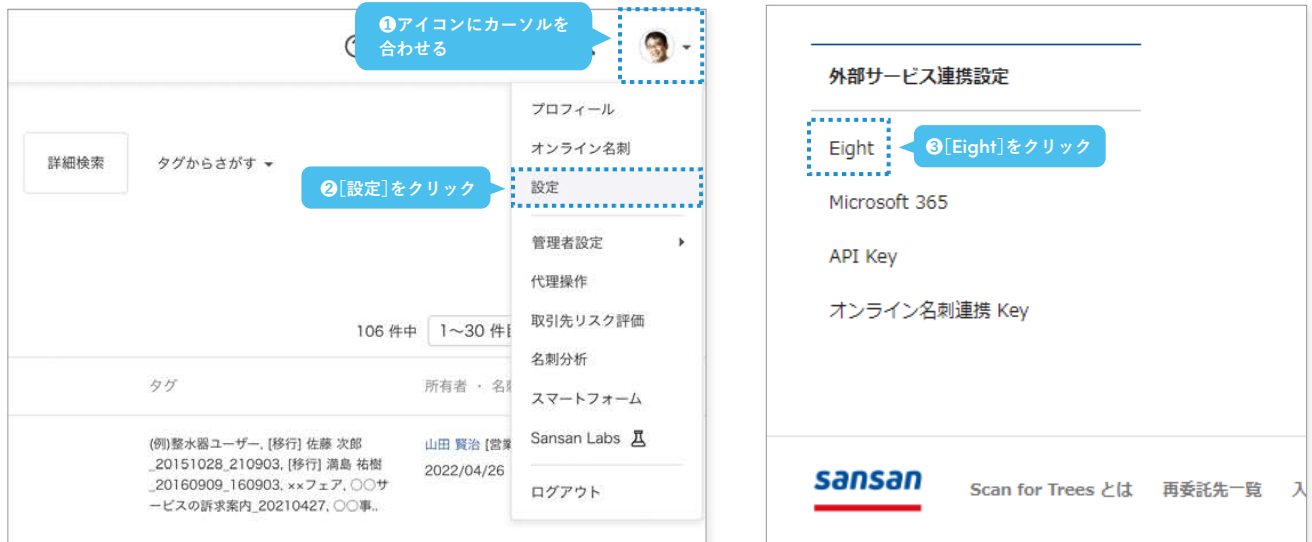 ❶アイコンにカーソルを
合わせる
プロフィール
オンライン名刺
詳細検索
タグからさがす
❷[設定]をクリック
設定
管理者設定
代理操作
取引先リスク評価
106 件中
1〜30 件
名刺分析
タグ
所有者 ・ 名
スマートフォーム
(例)整水器ユーザー, [移行] 佐藤 次郎
_20151028_210903, [移行] 満島 祐樹
_20160909_160903, ××フェア, 〇〇サ
ービスの訴求案内_20210427, 〇〇事..
山田 賢治 [営業
2022/04/26
Sansan Labs
ログアウト
外部サービス連携設定
Eight
❸[Eight]をクリック
Microsoft 365
API Key
オンライン名刺連携 Key
sansan
Scan for Trees とは
再委託先一覧
入